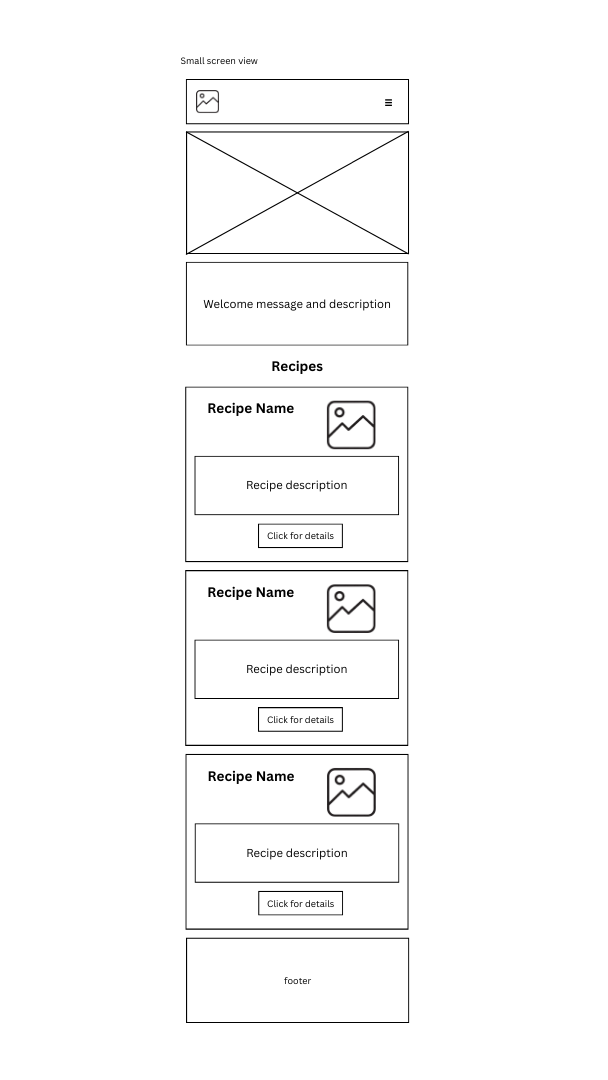 Small screen view
Welcome message and description
Recipes
Recipe Name
Recipe description
Click for details
Recipe Name
Recipe description
Click for details
Recipe Name
Recipe description
Click for details
footer